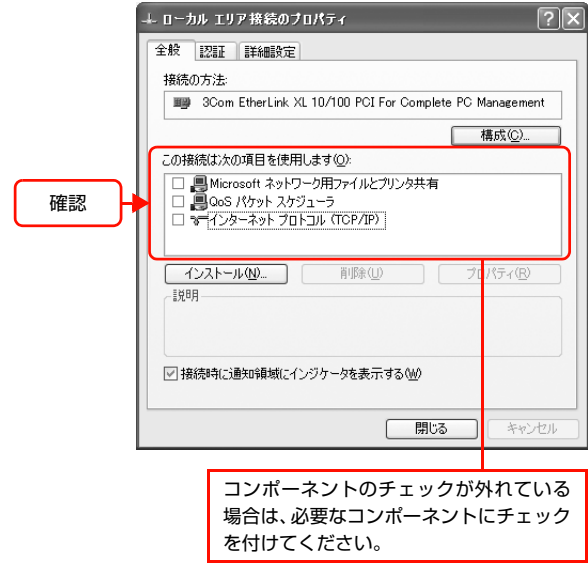 ローカル エリア接続のプロパティ
全般 認証 詳細設定
接続の方法:
3Com EtherLink XL 10/100 PCI For Complete PC Management
構成(C)...
この接続は次の項目を使用します(O):
Microsoft ネットワーク用ファイルとプリンタ共有
QoS パケット スケジューラ
インターネット プロトコル (TCP/IP)
確認
インストール(N)... 削除(U) プロパティ(R)
説明
接続時に通知領域にインジケータを表示する(W)
閉じる キャンセル
コンポーネントのチェックが外れている
場合は、必要なコンポーネントにチェック
を付けてください。